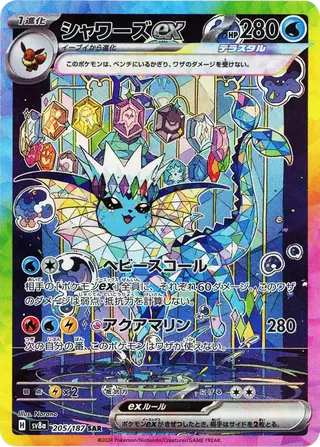 1進化 シャワーズex HP280
イーブイから進化 テラスタル
このポケモンは、ベンチにいるかぎり、ワザのダメージを受けない。
ヘビースコール
相手の「ポケモンex」全員に、それぞれ60ダメージ。このワザ
のダメージは弱点・抵抗力を計算しない。
アクアマリン 280
次の自分の番、このポケモンはワザが使えない。
弱点 ×2 抵抗力 にげる
Illus. Narano
H sv8a 205/187 SAR
exルール
ポケモンexがきぜつしたとき、相手はサイドを2枚とる。
©2024 Pokémon/Nintendo/Creatures/GAME FREAK.